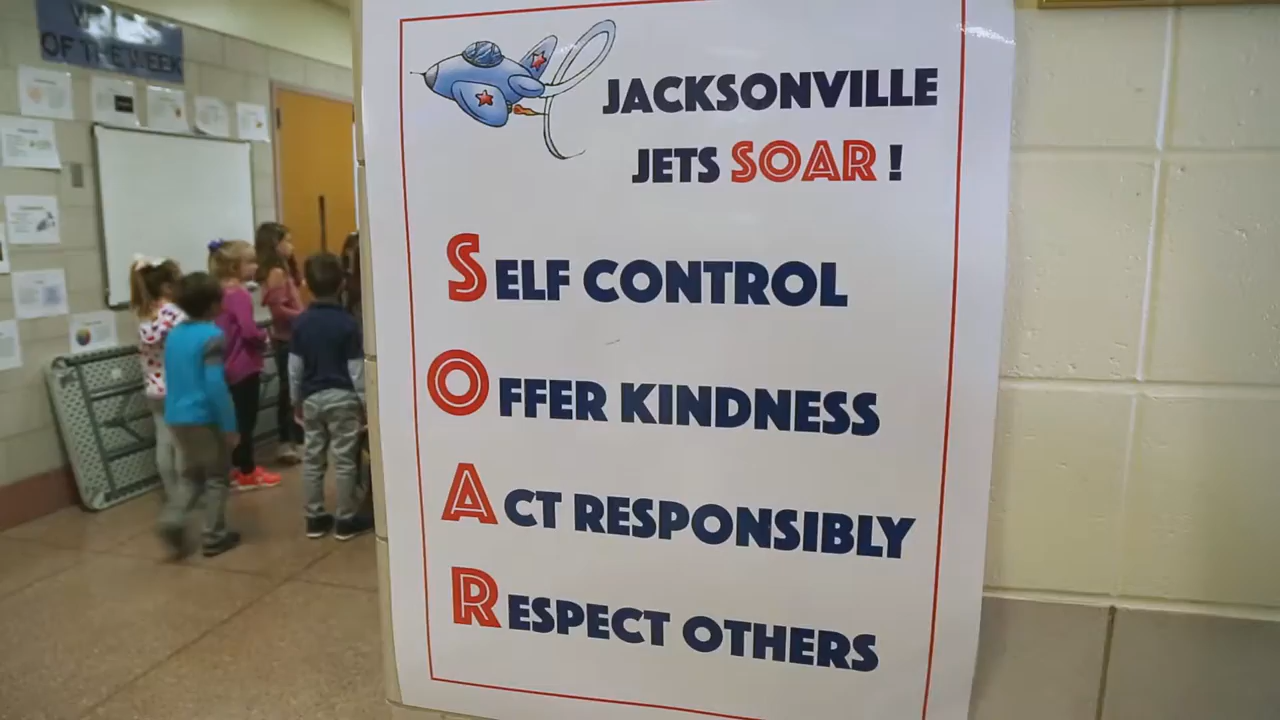 OF THE WEEK
JACKSONVILLE
JETS SOAR!
SELF CONTROL
OFFER KINDNESS
ACT RESPONSIBLY
RESPECT OTHERS